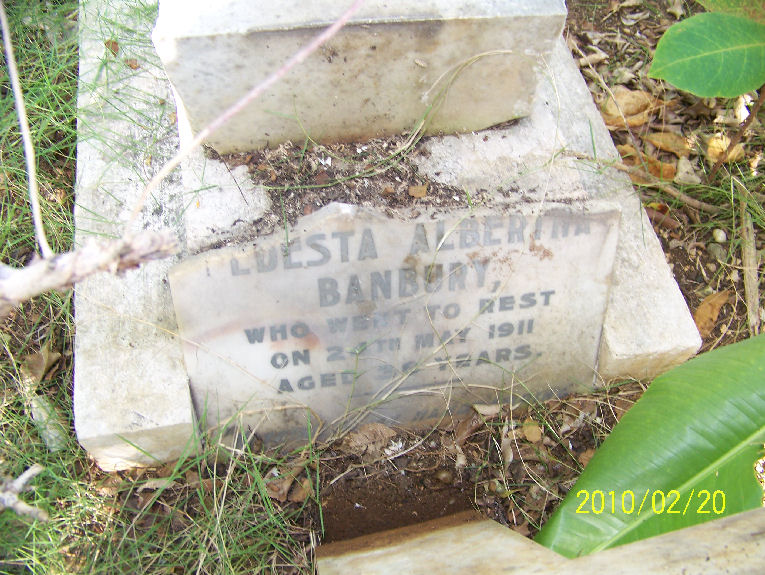 ALBERTHA
BANBURY,
WHO WENT TO REST
ON MAY 1911
AGED YEARS.
2010/02/20